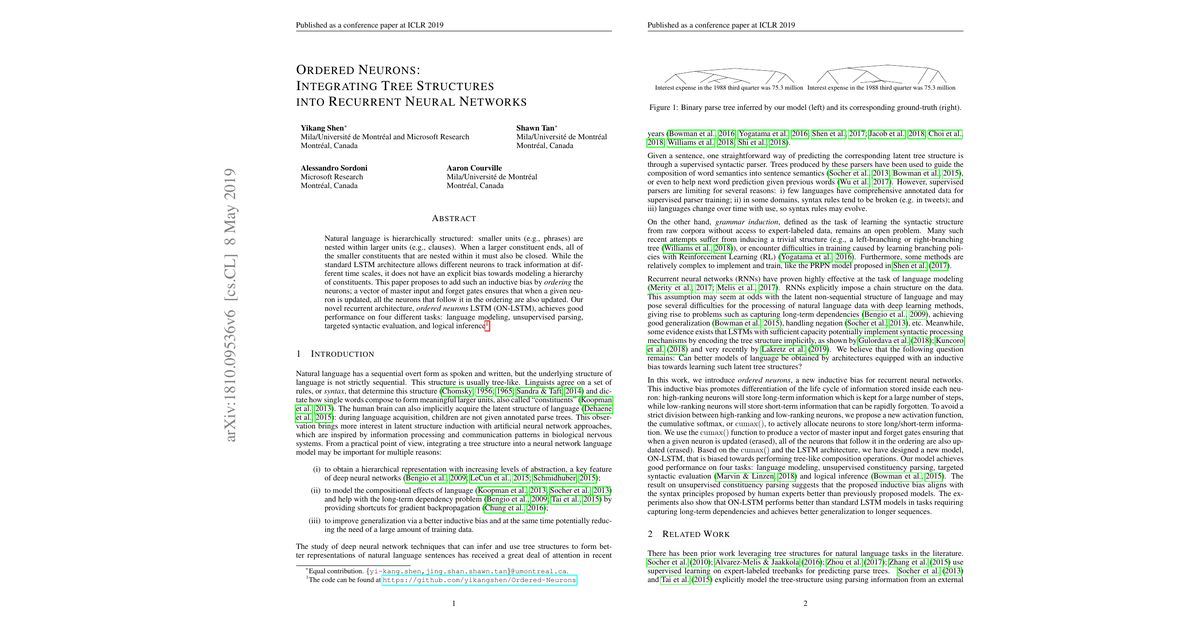 Published as a conference paper at ICLR 2019
ORDERED NEURONS:
INTEGRATING TREE STRUCTURES
INTO RECURRENT NEURAL NETWORKS
Yikang Shen*
Mila/Université de Montréal and Microsoft Research
Montréal, Canada
Shawn Tan*
Mila/Université de Montréal
Montréal, Canada
Alessandro Sordoni
Microsoft Research
Montréal, Canada
Aaron Courville
Mila/Université de Montréal
Montréal, Canada
ABSTRACT
Natural language is hierarchically structured: smaller units (e.g., phrases) are
nested within larger units (e.g., clauses). When a larger constituent ends, all of
the smaller constituents that are nested within it must also be closed. While the
standard LSTM architecture allows different neurons to track information at dif-
ferent time scales, it does not have an explicit bias towards modeling a hierarchy
of constituents. This paper proposes to add such an inductive bias by ordering
the neurons; a vector of master input and forget gates ensures that when a given neu-
ron is updated, all the neurons that follow it in the ordering are also updated. Our
novel recurrent architecture, ordered neurons LSTM (ON-LSTM), achieves good
performance on four different tasks: language modeling, unsupervised parsing,
targeted syntactic evaluation, and logical inference1.
1 INTRODUCTION
Natural language has a sequential overt form as spoken and written, but the underlying structure of
language is not strictly sequential. This structure is usually tree-like. Linguists agree on a set of
rules, or syntax, that determine this structure (Chomsky, 1956; 1965; Sandra & Taft, 2014) and dic-
tate how single words compose to form meaningful larger units, also called "constituents" (Koopman
et al., 2013). The human brain can also implicitly acquire the latent structure of language (Dehaene
et al., 2015): during language acquisition, children are not given annotated parse trees. This obser-
vation brings more interest in latent structure induction with artificial neural network approaches,
which are inspired by information processing and communication patterns in biological nervous
systems. From a practical point of view, integrating a tree structure into a neural network language
model may be important for multiple reasons:
(i) to obtain a hierarchical representation with increasing levels of abstraction, a key feature
of deep neural networks (Bengio et al., 2009; LeCun et al., 2015; Schmidhuber, 2015);
(ii) to model the compositional effects of language (Koopman et al., 2013; Socher et al., 2013)
and help with the long-term dependency problem (Bengio et al., 2009; Tai et al., 2015) by
providing shortcuts for gradient backpropagation (Chung et al., 2016);
(iii) to improve generalization via a better inductive bias and at the same time potentially reduc-
ing the need of a large amount of training data.
The study of deep neural network techniques that can infer and use tree structures to form bet-
ter representations of natural language sentences has received a great deal of attention in recent
*Equal contribution. {yi-kang.shen,jing.shan.shawn.tan}@umontreal.ca.
1The code can be found at https://github.com/yikangshen/Ordered-Neurons
1
arXiv:1810.09536v6 [cs.CL] 8 May 2019
Published as a conference paper at ICLR 2019
Interest expense in the 1988 third quarter was 75.3 million Interest expense in the 1988 third quarter was 75.3 million
Figure 1: Binary parse tree inferred by our model (left) and its corresponding ground-truth (right).
years (Bowman et al., 2016; Yogatama et al., 2016; Shen et al., 2017; Jacob et al., 2018; Choi et al.,
2018; Williams et al., 2018; Shi et al., 2018).
Given a sentence, one straightforward way of predicting the corresponding latent tree structure is
through a supervised syntactic parser. Trees produced by these parsers have been used to guide the
composition of word semantics into sentence semantics (Socher et al., 2013; Bowman et al., 2015),
or even to help next word prediction given previous words (Wu et al., 2017). However, supervised
parsers are limiting for several reasons: i) few languages have comprehensive annotated data for
supervised parser training; ii) in some domains, syntax rules tend to be broken (e.g. in tweets); and
iii) languages change over time with use, so syntax rules may evolve.
On the other hand, grammar induction, defined as the task of learning the syntactic structure
from raw corpora without access to expert-labeled data, remains an open problem. Many such
recent attempts suffer from inducing a trivial structure (e.g., a left-branching or right-branching
tree (Williams et al., 2018)), or encounter difficulties in training caused by learning branching poli-
cies with Reinforcement Learning (RL) (Yogatama et al., 2016). Furthermore, some methods are
relatively complex to implement and train, like the PRPN model proposed in Shen et al. (2017).
Recurrent neural networks (RNNs) have proven highly effective at the task of language modeling
(Merity et al., 2017; Melis et al., 2017). RNNs explicitly impose a chain structure on the data.
This assumption may seem at odds with the latent non-sequential structure of language and may
pose several difficulties for the processing of natural language data with deep learning methods,
giving rise to problems such as capturing long-term dependencies (Bengio et al., 2009), achieving
good generalization (Bowman et al., 2015), handling negation (Socher et al., 2013), etc. Meanwhile,
some evidence exists that LSTMs with sufficient capacity potentially implement syntactic processing
mechanisms by encoding the tree structure implicitly, as shown by Gulordava et al. (2018); Kuncoro
et al. (2018) and very recently by Lakretz et al. (2019). We believe that the following question
remains: Can better models of language be obtained by architectures equipped with an inductive
bias towards learning such latent tree structures?
In this work, we introduce ordered neurons, a new inductive bias for recurrent neural networks.
This inductive bias promotes differentiation of the life cycle of information stored inside each neu-
ron: high-ranking neurons will store long-term information which is kept for a large number of steps,
while low-ranking neurons will store short-term information that can be rapidly forgotten. To avoid a
strict division between high-ranking and low-ranking neurons, we propose a new activation function,
the cumulative softmax, or cumax(), to actively allocate neurons to store long/short-term informa-
tion. We use the cumax() function to produce a vector of master input and forget gates ensuring that
when a given neuron is updated (erased), all of the neurons that follow it in the ordering are also up-
dated (erased). Based on the cumax() and the LSTM architecture, we have designed a new model,
ON-LSTM, that is biased towards performing tree-like composition operations. Our model achieves
good performance on four tasks: language modeling, unsupervised constituency parsing, targeted
syntactic evaluation (Marvin & Linzen, 2018) and logical inference (Bowman et al., 2015). The
result on unsupervised constituency parsing suggests that the proposed inductive bias aligns with
the syntax principles proposed by human experts better than previously proposed models. The ex-
periments also show that ON-LSTM performs better than standard LSTM models in tasks requiring
capturing long-term dependencies and achieves better generalization to longer sequences.
2 RELATED WORK
There has been prior work leveraging tree structures for natural language tasks in the literature.
Socher et al. (2010); Alvarez-Melis & Jaakkola (2016); Zhou et al. (2017); Zhang et al. (2015) use
supervised learning on expert-labeled treebanks for predicting parse trees. Socher et al. (2013)
and Tai et al. (2015) explicitly model the tree-structure using parsing information from an external
2